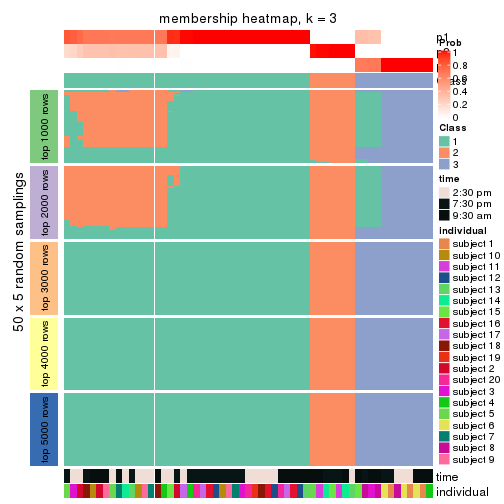 membership heatmap, k = 3
50 x 5 random samplings
top 1000 rows
top 2000 rows
top 3000 rows
top 4000 rows
top 5000 rows
p1
Prob
1
0.8
0.6
0.4
0.2
0
Class
1
2
3
time
2:30 pm
7:30 pm
9:30 am
individual
subject 1
subject 10
subject 11
subject 12
subject 13
subject 14
subject 15
subject 16
subject 17
subject 18
subject 19
subject 2
subject 20
subject 3
subject 4
subject 5
subject 6
subject 7
subject 8
subject 9
time
individual